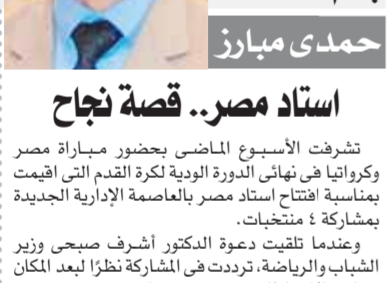 حمدى مبارز
استاد مصر.. قصة نجاح
تشرفت الأسبوع الماضى بحضور مباراة مصر
وكرواتيا فى نهائى الدورة الودية لكرة القدم التى اقيمت
بمناسبة افتتاح استاد مصر بالعاصمة الإدارية الجديدة
بمشاركة ٤ منتخبات.
وعندما تلقيت دعوة الدكتور أشرف صبحى وزير
الشباب والرياضة، ترددت فى المشاركة نظرًا لبعد المكان